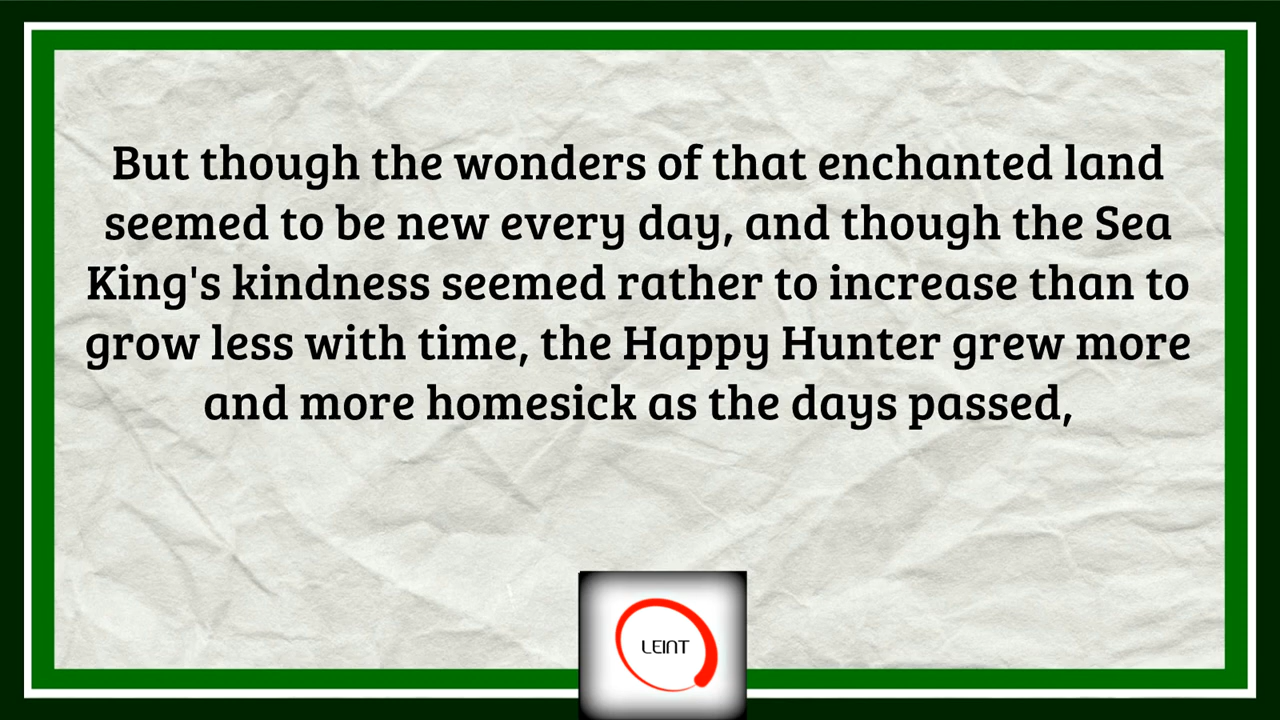 But though the wonders of that enchanted land
seemed to be new every day, and though the Sea
King's kindness seemed rather to increase than to
grow less with time, the Happy Hunter grew more
and more homesick as the days passed,
LEINT